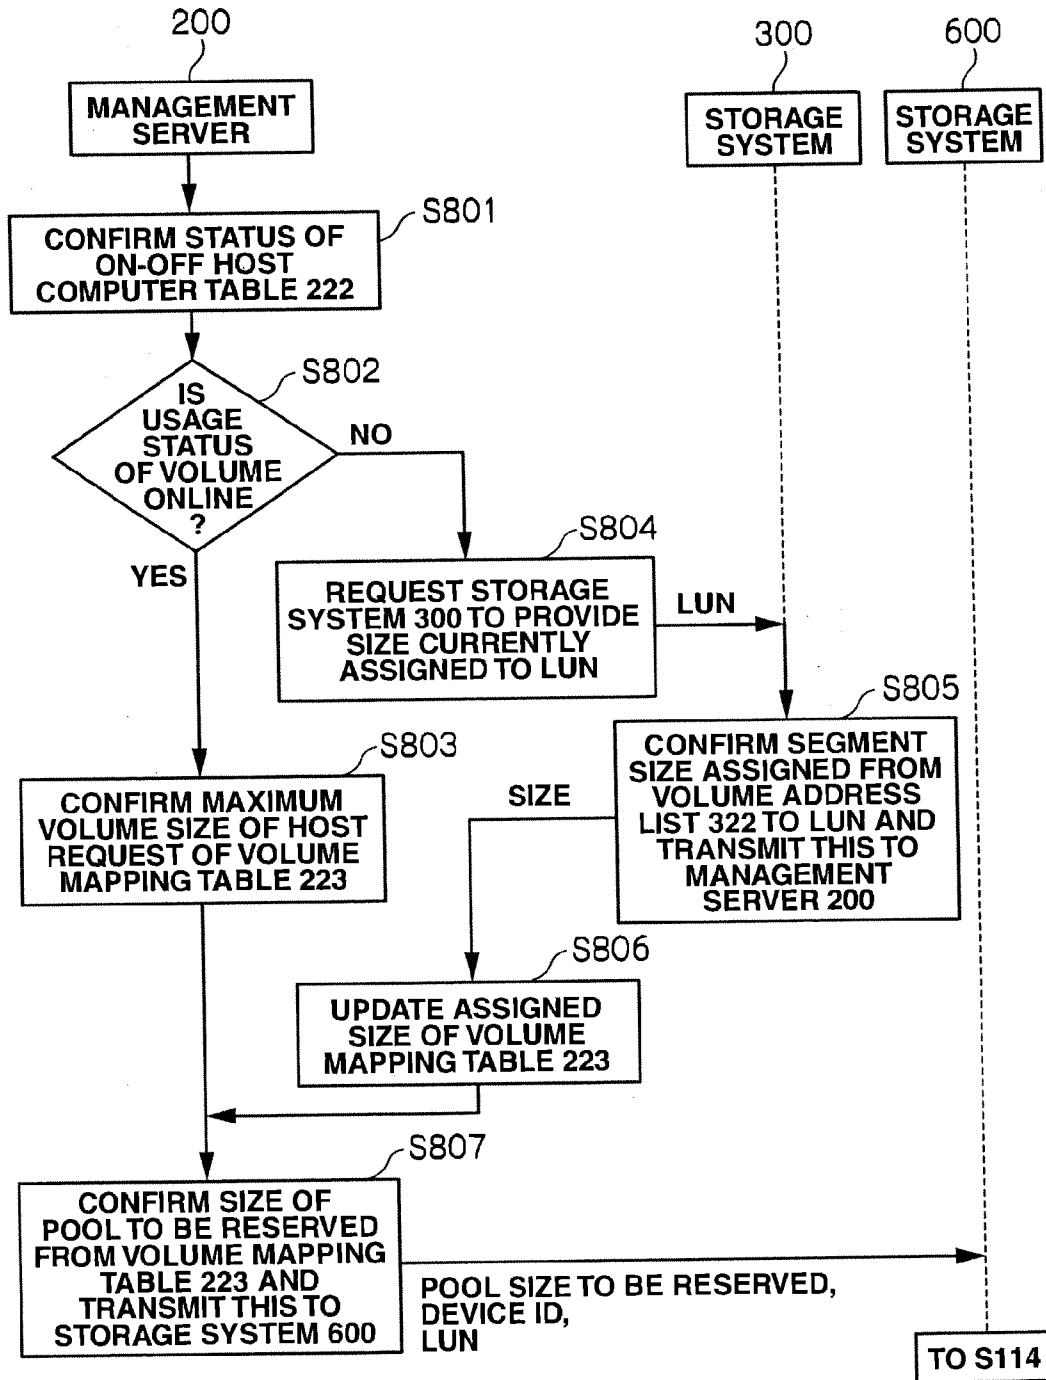 200
300
600
MANAGEMENT
SERVER
STORAGE
SYSTEM
STORAGE
SYSTEM
S801
CONFIRM STATUS OF
ON-OFF HOST
COMPUTER TABLE 222
S802
IS
USAGE
STATUS
OF VOLUME
ONLINE
?
NO
YES
S804
REQUEST STORAGE
SYSTEM 300 TO PROVIDE
SIZE CURRENTLY
ASSIGNED TO LUN
LUN
S805
CONFIRM SEGMENT
SIZE ASSIGNED FROM
VOLUME ADDRESS
LIST 322 TO LUN AND
TRANSMIT THIS TO
MANAGEMENT
SERVER 200
SIZE
S803
CONFIRM MAXIMUM
VOLUME SIZE OF HOST
REQUEST OF VOLUME
MAPPING TABLE 223
S806
UPDATE ASSIGNED
SIZE OF VOLUME
MAPPING TABLE 223
S807
CONFIRM SIZE OF
POOL TO BE RESERVED
FROM VOLUME MAPPING
TABLE 223 AND
TRANSMIT THIS TO
STORAGE SYSTEM 600
POOL SIZE TO BE RESERVED,
DEVICE ID,
LUN
TO S114